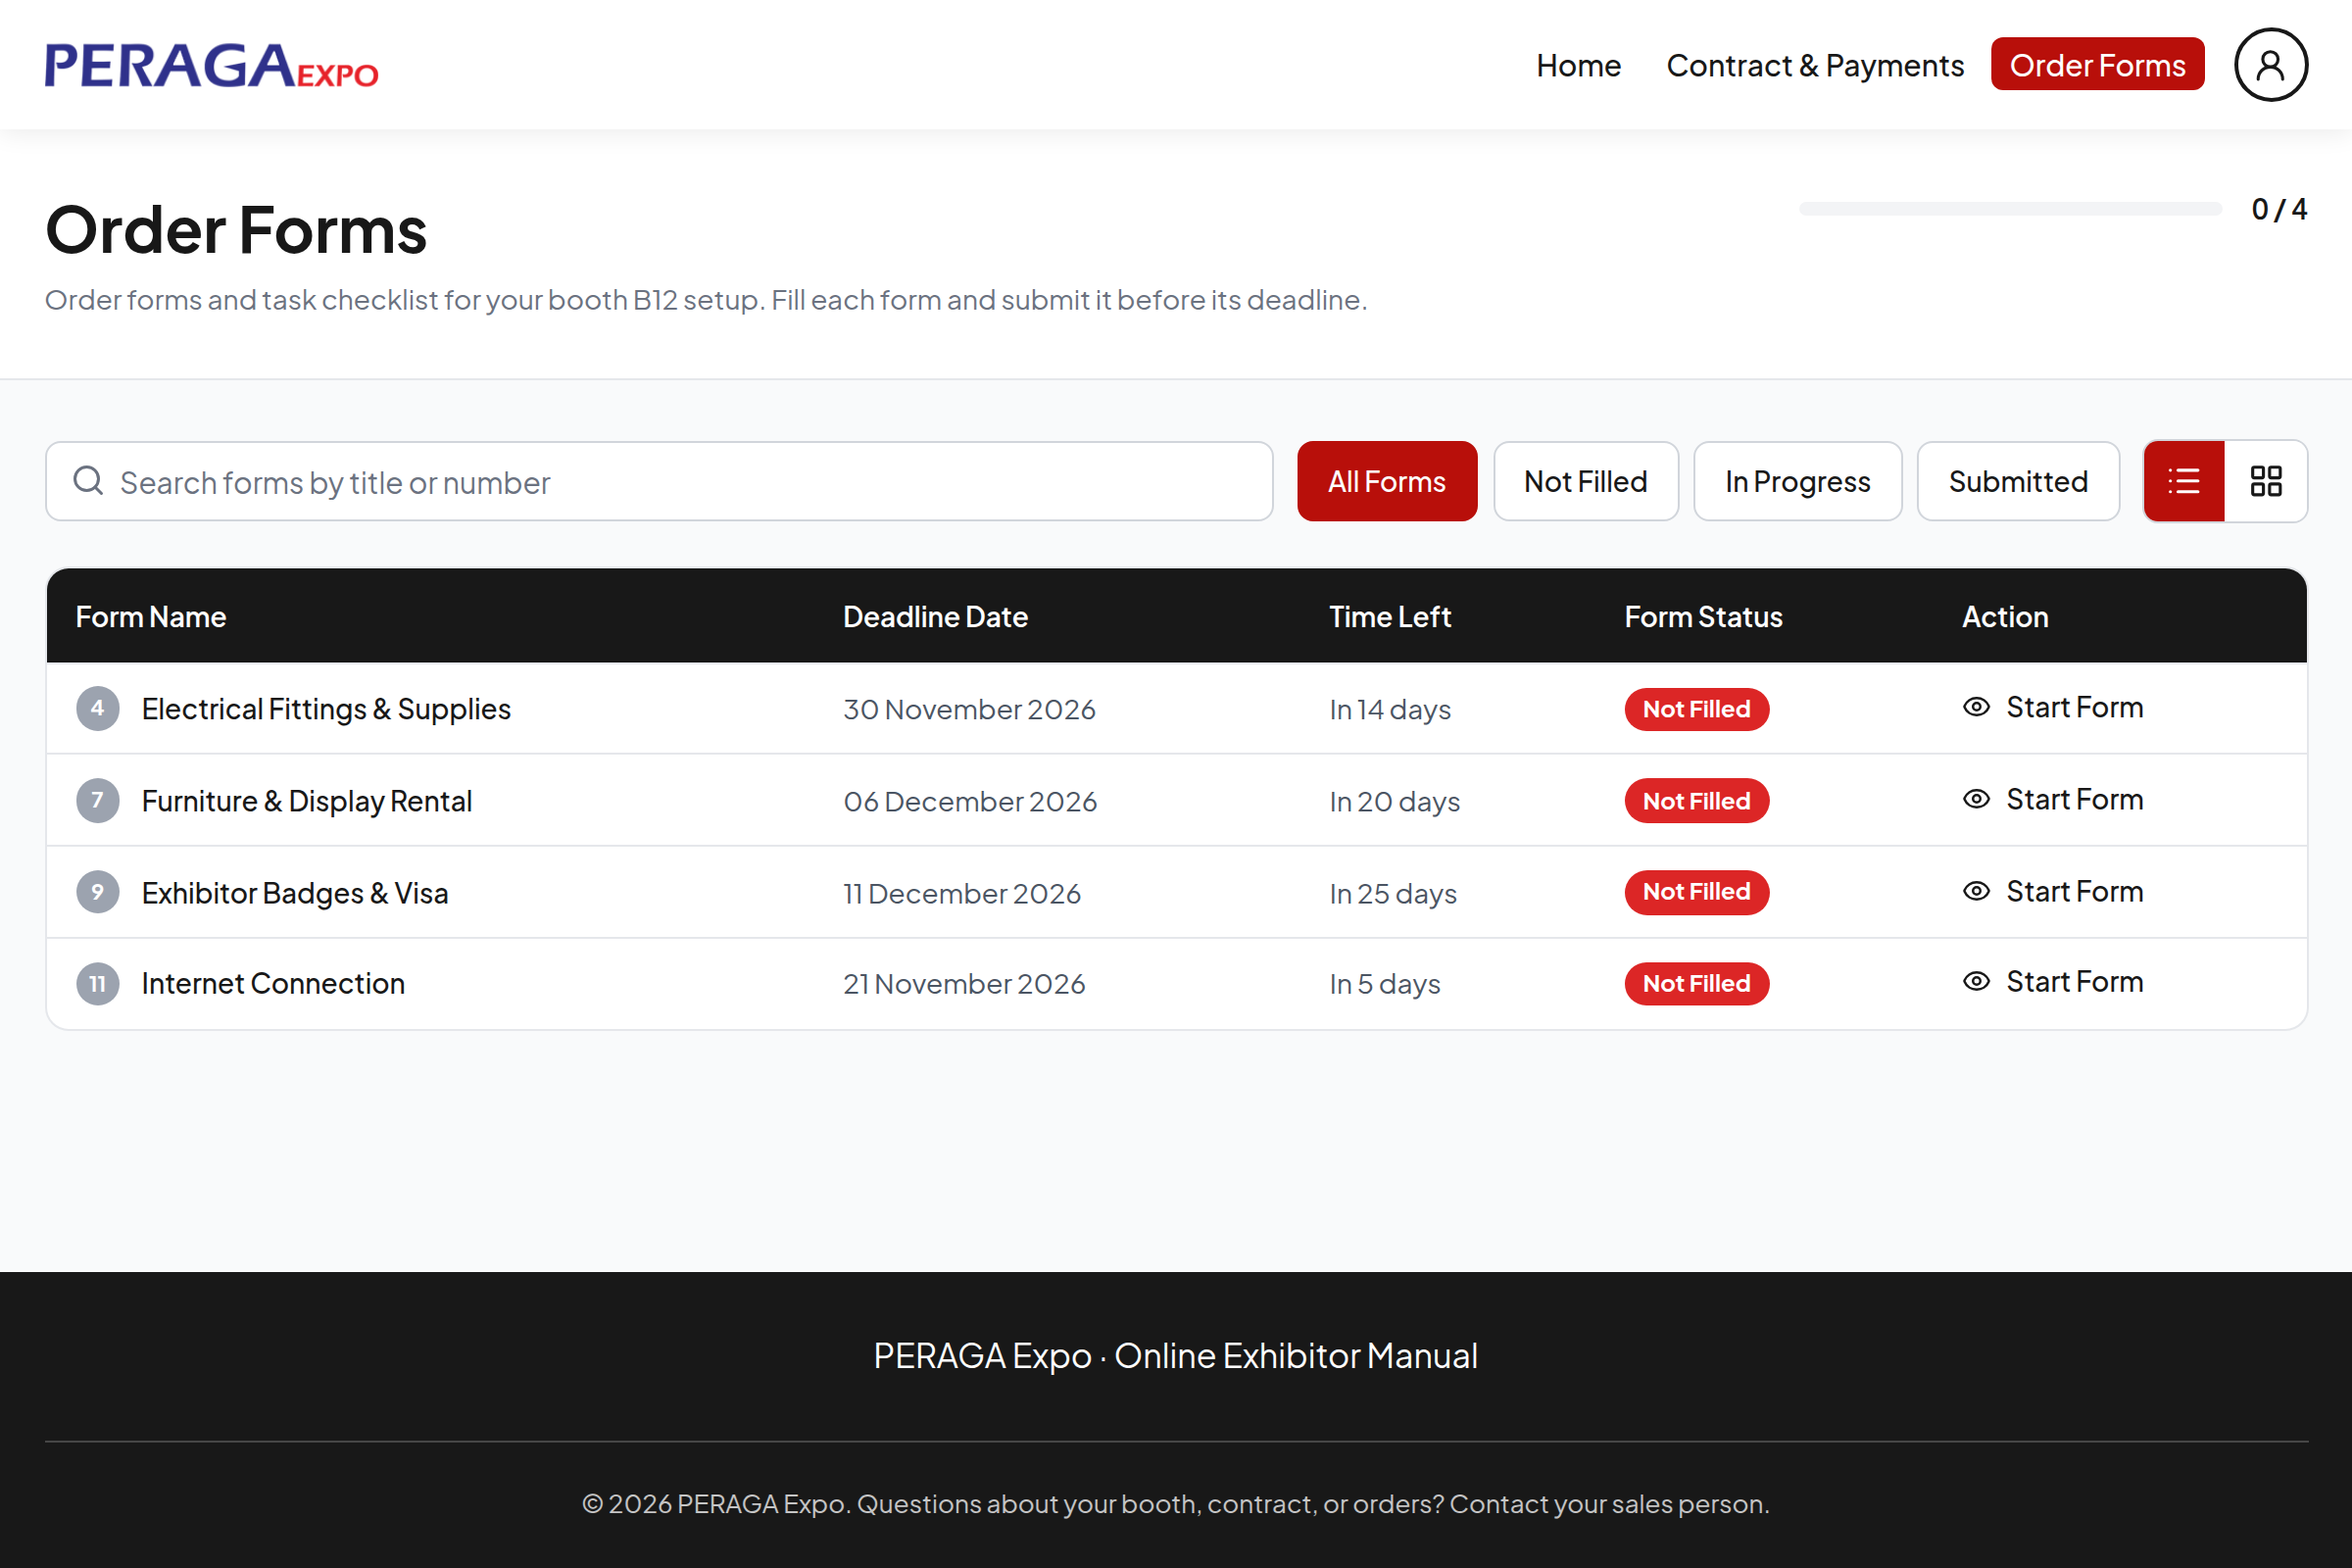 PERAGA EXPO
Home Contract & Payments Order Forms
Order Forms
0 / 4
Order forms and task checklist for your booth B12 setup. Fill each form and submit it before its deadline.
Search forms by title or number All Forms Not Filled In Progress Submitted
Form Name Deadline Date Time Left Form Status Action
4 Electrical Fittings & Supplies 30 November 2026 In 14 days Not Filled Start Form
7 Furniture & Display Rental 06 December 2026 In 20 days Not Filled Start Form
9 Exhibitor Badges & Visa 11 December 2026 In 25 days Not Filled Start Form
11 Internet Connection 21 November 2026 In 5 days Not Filled Start Form
PERAGA Expo · Online Exhibitor Manual
© 2026 PERAGA Expo. Questions about your booth, contract, or orders? Contact your sales person.